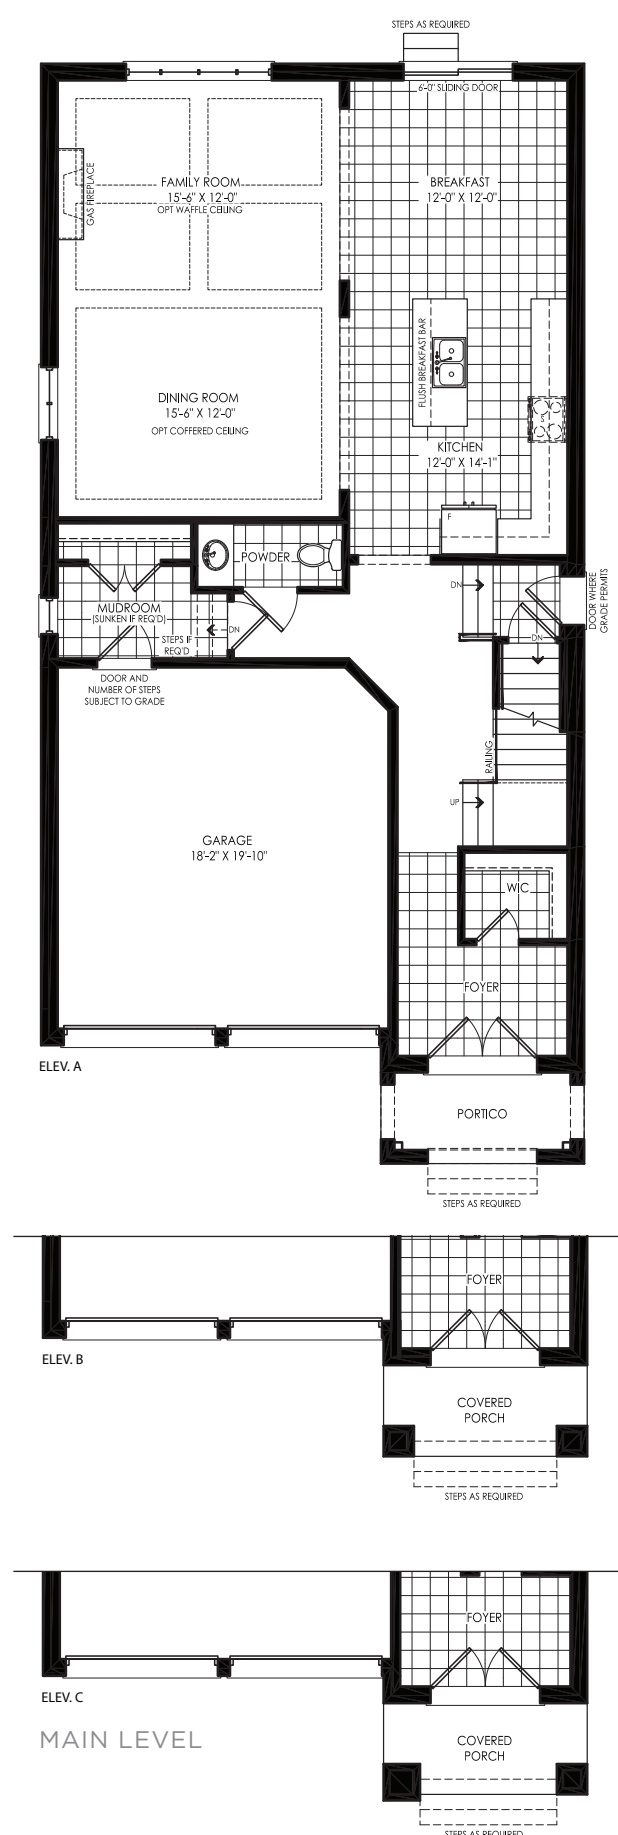 STEPS AS REQUIRED
6'-0" SLIDING DOOR
GAS FIREPLACE
FAMILY ROOM
15'-6" X 12'-0"
OPT WAFFLE CEILING
BREAKFAST
12'-0" X 12'-0"
FLUSH BREAKFAST BAR
DINING ROOM
15'-6" X 12'-0"
OPT COFFERED CEILING
S
KITCHEN
12'-0" X 14'-1"
F
POWDER
DN
DOOR WHERE
GRADE PERMITS
MUDROOM
(SUNKEN IF REQ'D)
STEPS IF
REQ'D
DN
DN
DOOR AND
NUMBER OF STEPS
SUBJECT TO GRADE
RAILING
UP
GARAGE
18'-2" X 19'-10"
WIC
FOYER
ELEV. A
PORTICO
STEPS AS REQUIRED
FOYER
ELEV. B
COVERED
PORCH
STEPS AS REQUIRED
FOYER
ELEV. C
MAIN LEVEL
COVERED
PORCH
STEPS AS REQUIRED